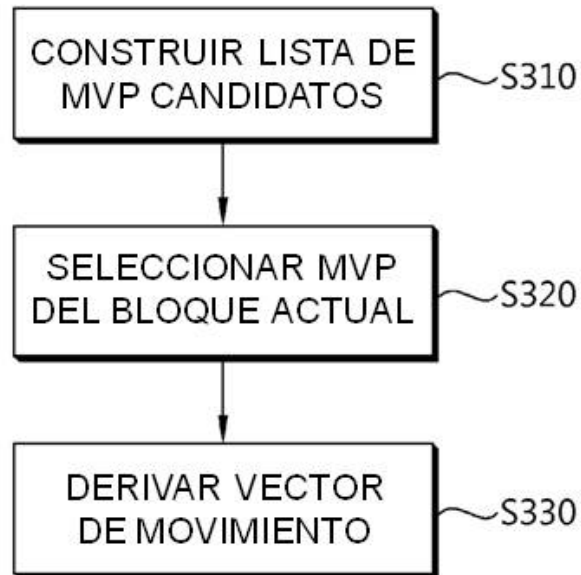 CONSTRUIR LISTA DE
MVP CANDIDATOS
S310
SELECCIONAR MVP
DEL BLOQUE ACTUAL
S320
DERIVAR VECTOR
DE MOVIMIENTO
S330